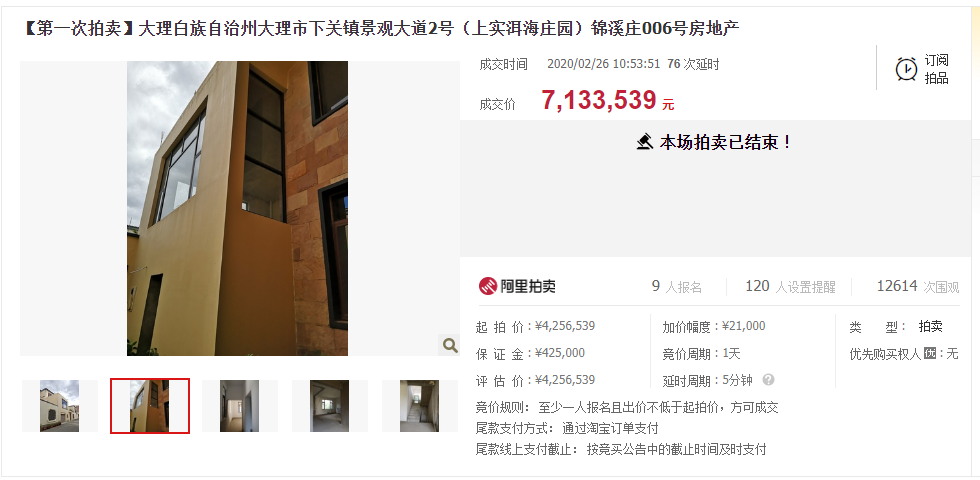 【第一次拍卖】大理白族自治州大理市下关镇景观大道2号（上实洱海庄园）锦溪庄006号房地产
成交时间 2020/02/26 10:53:51 76 次延时
成交价 7,133,539 元
订阅
拍品
本场拍卖已结束！
阿里拍卖 9 人报名 120 人设置提醒 12614 次围观
起 拍 价：¥4,256,539 加价幅度：¥21,000 类 型： 拍卖
保 证 金：¥425,000 竞价周期：1天 优先购买权人优：无
评 估 价：¥4,256,539 延时周期：5分钟 ?
竞价规则： 至少一人报名且出价不低于起拍价，方可成交
尾款支付方式： 通过淘宝订单支付
尾款线上支付截止： 按竞买公告中的截止时间及时支付